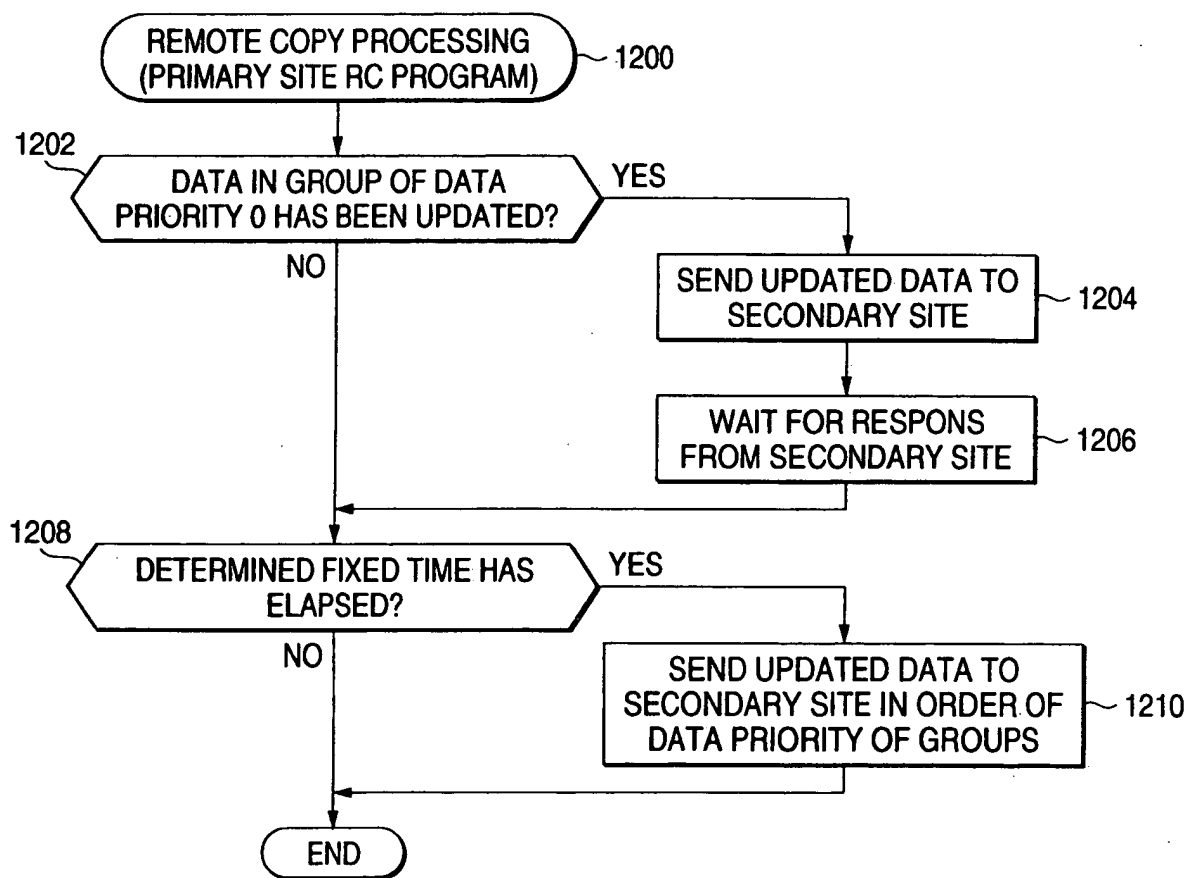 REMOTE COPY PROCESSING
(PRIMARY SITE RC PROGRAM)
1200
1202
DATA IN GROUP OF DATA
PRIORITY 0 HAS BEEN UPDATED?
YES
NO
SEND UPDATED DATA TO
SECONDARY SITE
1204
WAIT FOR RESPONS
FROM SECONDARY SITE
1206
1208
DETERMINED FIXED TIME HAS
ELAPSED?
YES
NO
SEND UPDATED DATA TO
SECONDARY SITE IN ORDER OF
DATA PRIORITY OF GROUPS
1210
END